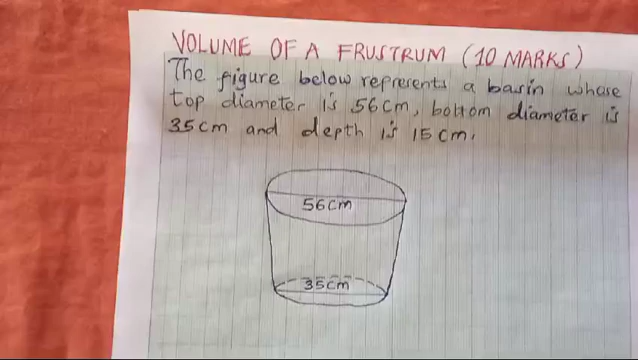 VOLUME OF A FRUSTRUM (10 MARKS)
The figure below represents a basin whose
top diameter is 56cm, bottom diameter is
35cm and depth is 15cm.
56cm
35cm